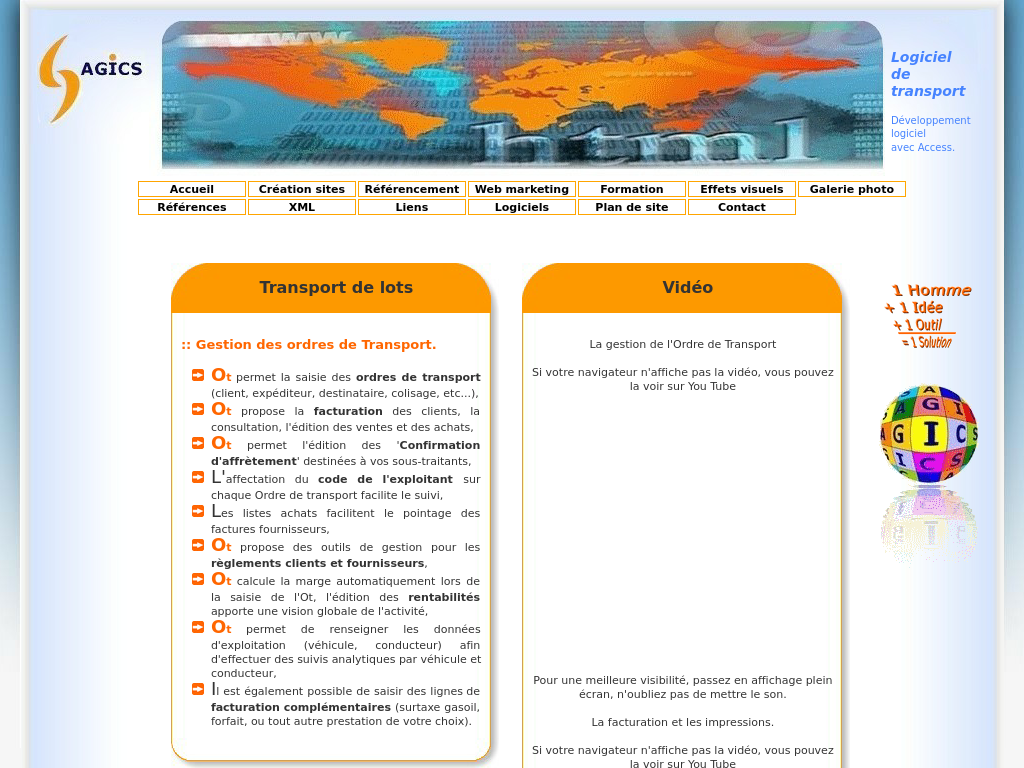 AGICS
www
html
Logiciel
de
transport
Développement
logiciel
avec Access.
Accueil
Création sites
Référencement
Web marketing
Formation
Effets visuels
Galerie photo
Références
XML
Liens
Logiciels
Plan de site
Contact
Transport de lots
:: Gestion des ordres de Transport.
Ot permet la saisie des ordres de transport
(client, expéditeur, destinataire, colisage, etc...),
Ot propose la facturation des clients, la
consultation, l'édition des ventes et des achats,
Ot permet l'édition des 'Confirmation
d'affrètement' destinées à vos sous-traitants,
L'affectation du code de l'exploitant sur
chaque Ordre de transport facilite le suivi,
Les listes achats facilitent le pointage des
factures fournisseurs,
Ot propose des outils de gestion pour les
règlements clients et fournisseurs,
Ot calcule la marge automatiquement lors de
la saisie de l'Ot, l'édition des rentabilités
apporte une vision globale de l'activité,
Ot permet de renseigner les données
d'exploitation (véhicule, conducteur) afin
d'effectuer des suivis analytiques par véhicule et
conducteur,
Il est également possible de saisir des lignes de
facturation complémentaires (surtaxe gasoil,
forfait, ou tout autre prestation de votre choix).
Vidéo
La gestion de l'Ordre de Transport
Si votre navigateur n'affiche pas la vidéo, vous pouvez
la voir sur You Tube
Pour une meilleure visibilité, passez en affichage plein
écran, n'oubliez pas de mettre le son.
La facturation et les impressions.
Si votre navigateur n'affiche pas la vidéo, vous pouvez
la voir sur You Tube
1 Homme
+ 1 Idée
+ 1 Outil
= 1 Solution
AGICS